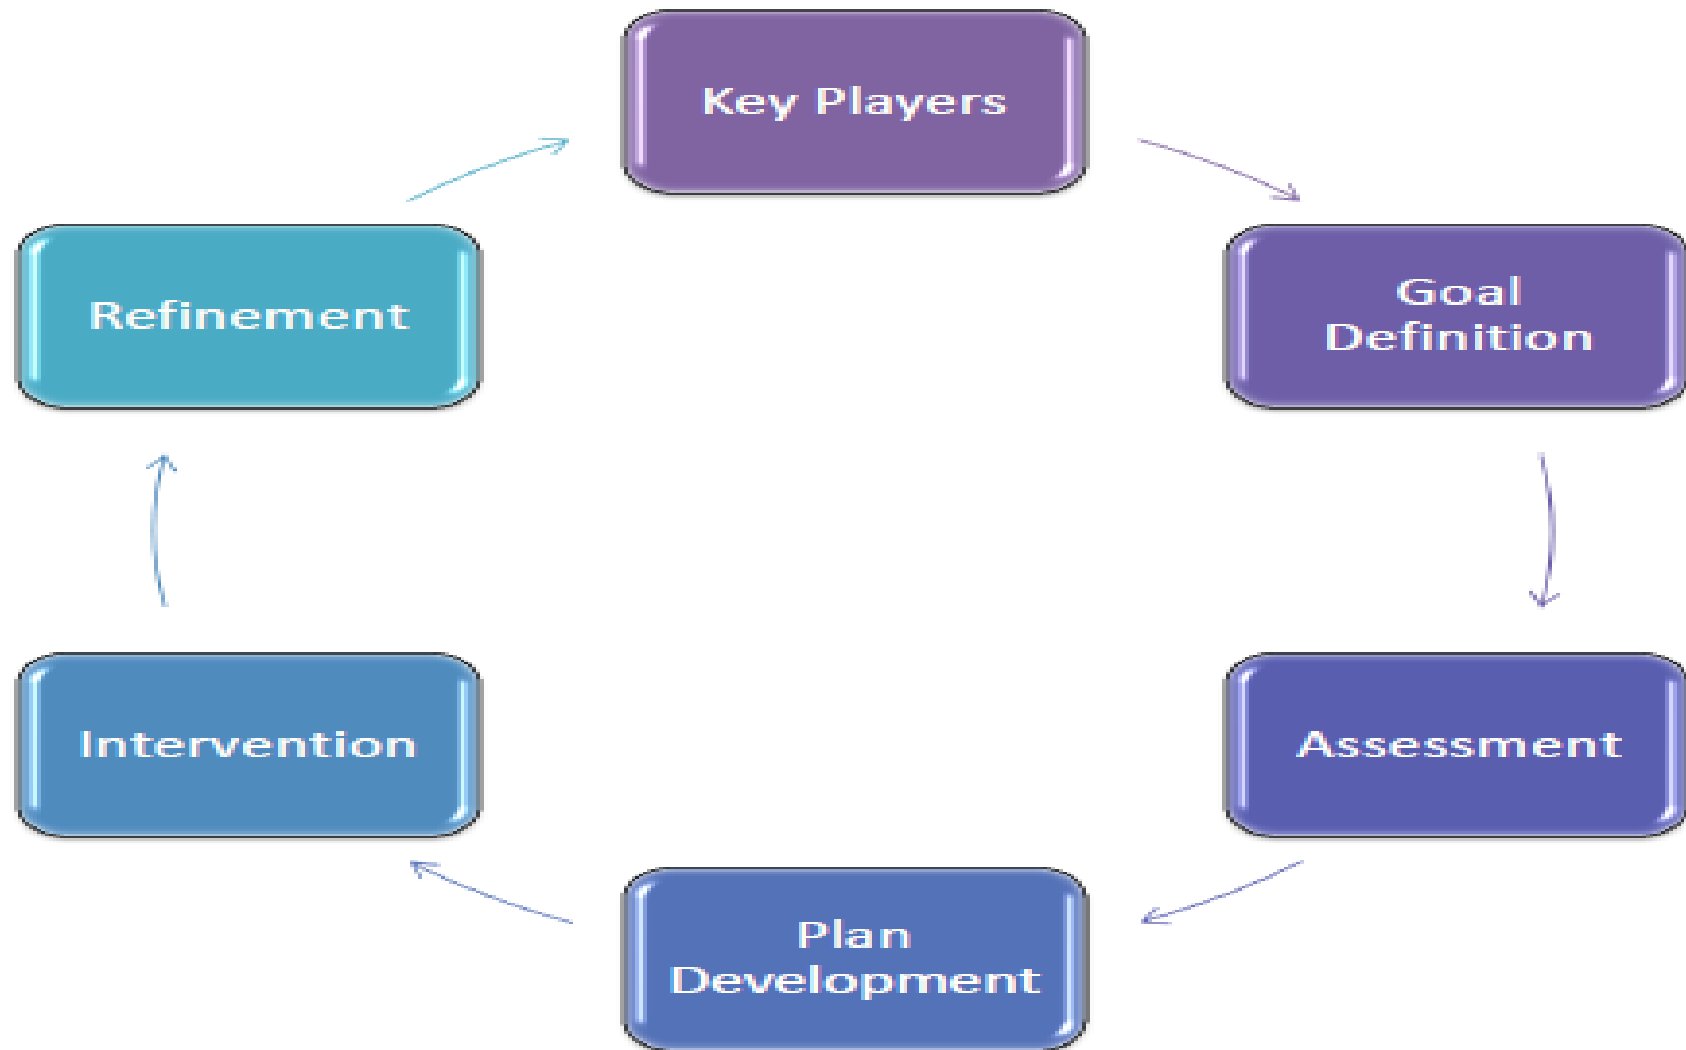 Key Players
Goal
Definition
Assessment
Plan
Development
Intervention
Refinement